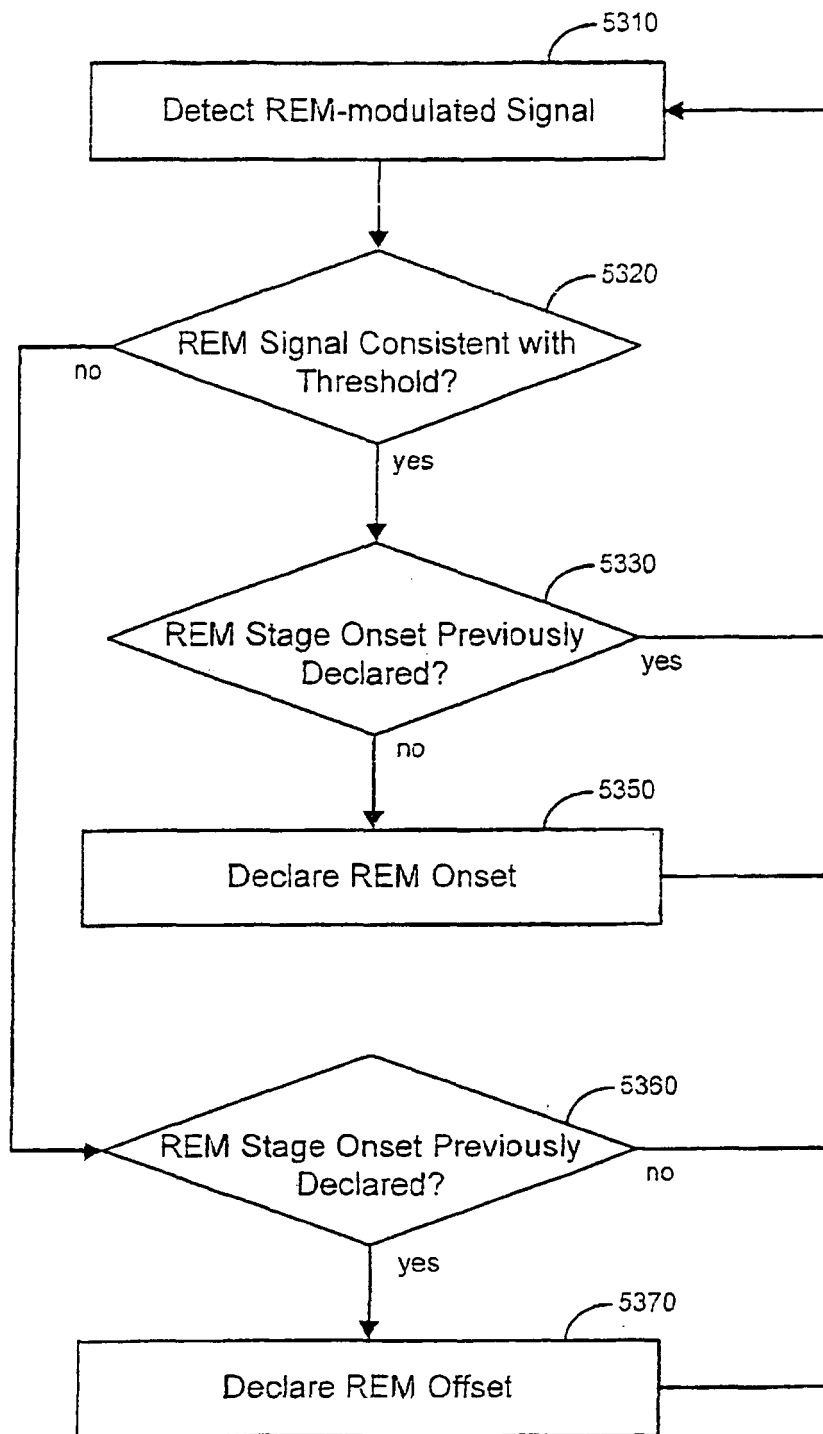 5310
Detect REM-modulated Signal
5320
REM Signal Consistent with
Threshold?
no
yes
5330
REM Stage Onset Previously
Declared?
yes
no
5350
Declare REM Onset
5360
REM Stage Onset Previously
Declared?
no
yes
5370
Declare REM Offset